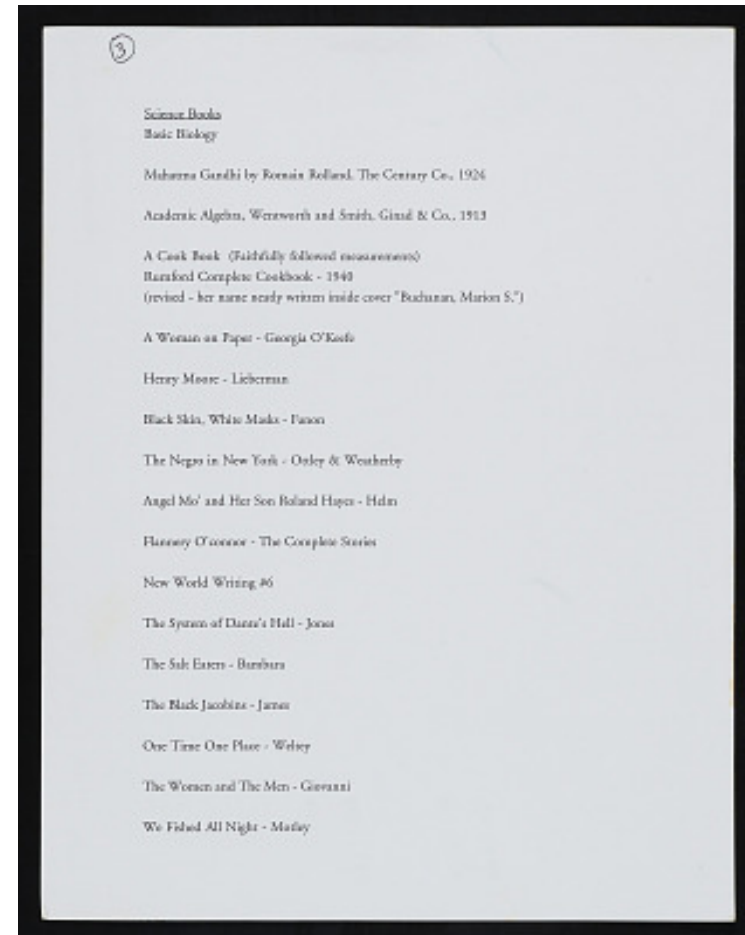 3
Science Books
Basic Biology
Mahatma Gandhi by Romain Rolland, The Century Co., 1924
Academic Algebra, Wentworth and Smith, Ginad & Co., 1913
A Cook Book (Faithfully followed measurements)
Rumford Complete Cookbook - 1940
(revised - her name neatly written inside cover "Buchanan, Marion S.")
A Woman on Paper - Georgia O'Keefe
Henry Moore - Lieberman
Black Skin, White Masks - Fanon
The Negro in New York - Ottley & Weatherby
Angel Mo' and Her Son Roland Hayes - Helm
Flannery O'connor - The Complete Stories
New World Writing #6
The System of Dante's Hell - Jones
The Salt Eaters - Bambara
The Black Jacobins - James
One Time One Place - Weltey
The Women and The Men - Giovanni
We Fished All Night - Motley